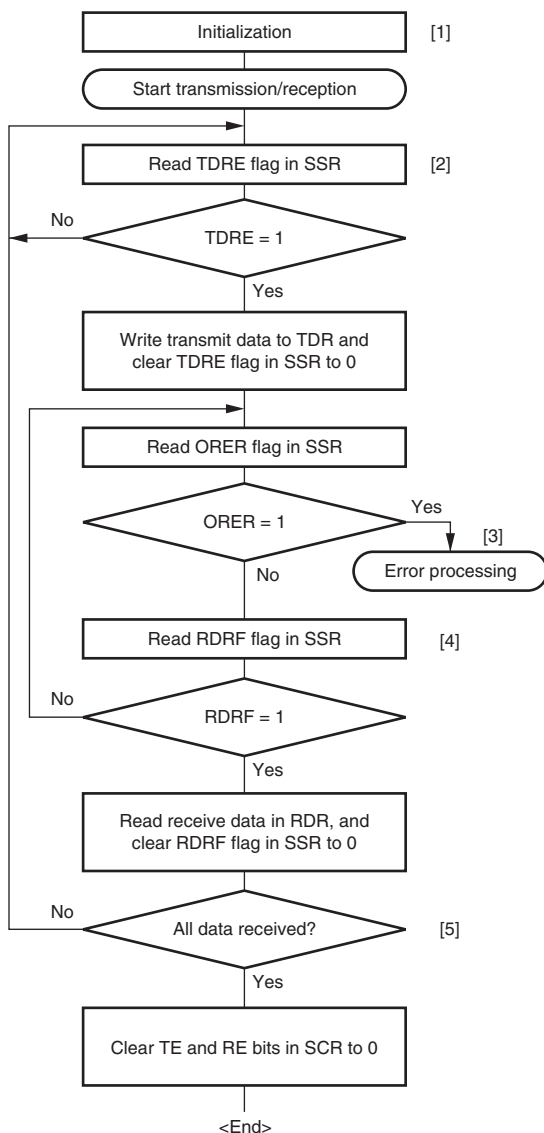 Initialization
[1]
Start transmission/reception
Read TDRE flag in SSR
[2]
No
TDRE = 1
Yes
Write transmit data to TDR and
clear TDRE flag in SSR to 0
Read ORER flag in SSR
Yes
ORER = 1
[3]
Error processing
No
Read RDRF flag in SSR
[4]
No
RDRF = 1
Yes
Read receive data in RDR, and
clear RDRF flag in SSR to 0
No
All data received?
[5]
Yes
Clear TE and RE bits in SCR to 0
<End>